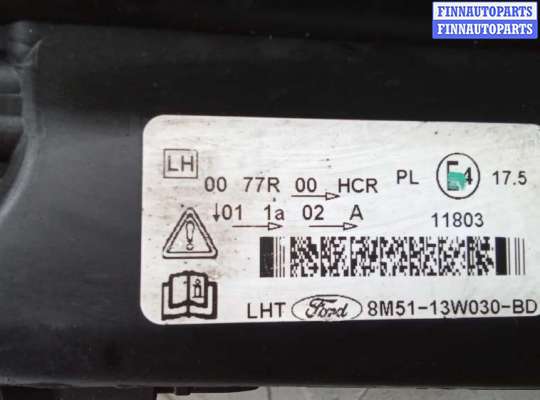 FINNAUTOPARTS
FINNAUTOPARTS
LH
00 77R 00 HCR PL E4 17.5
↓01 1a 02 A 11803
LHT Ford 8M51-13W030-BD